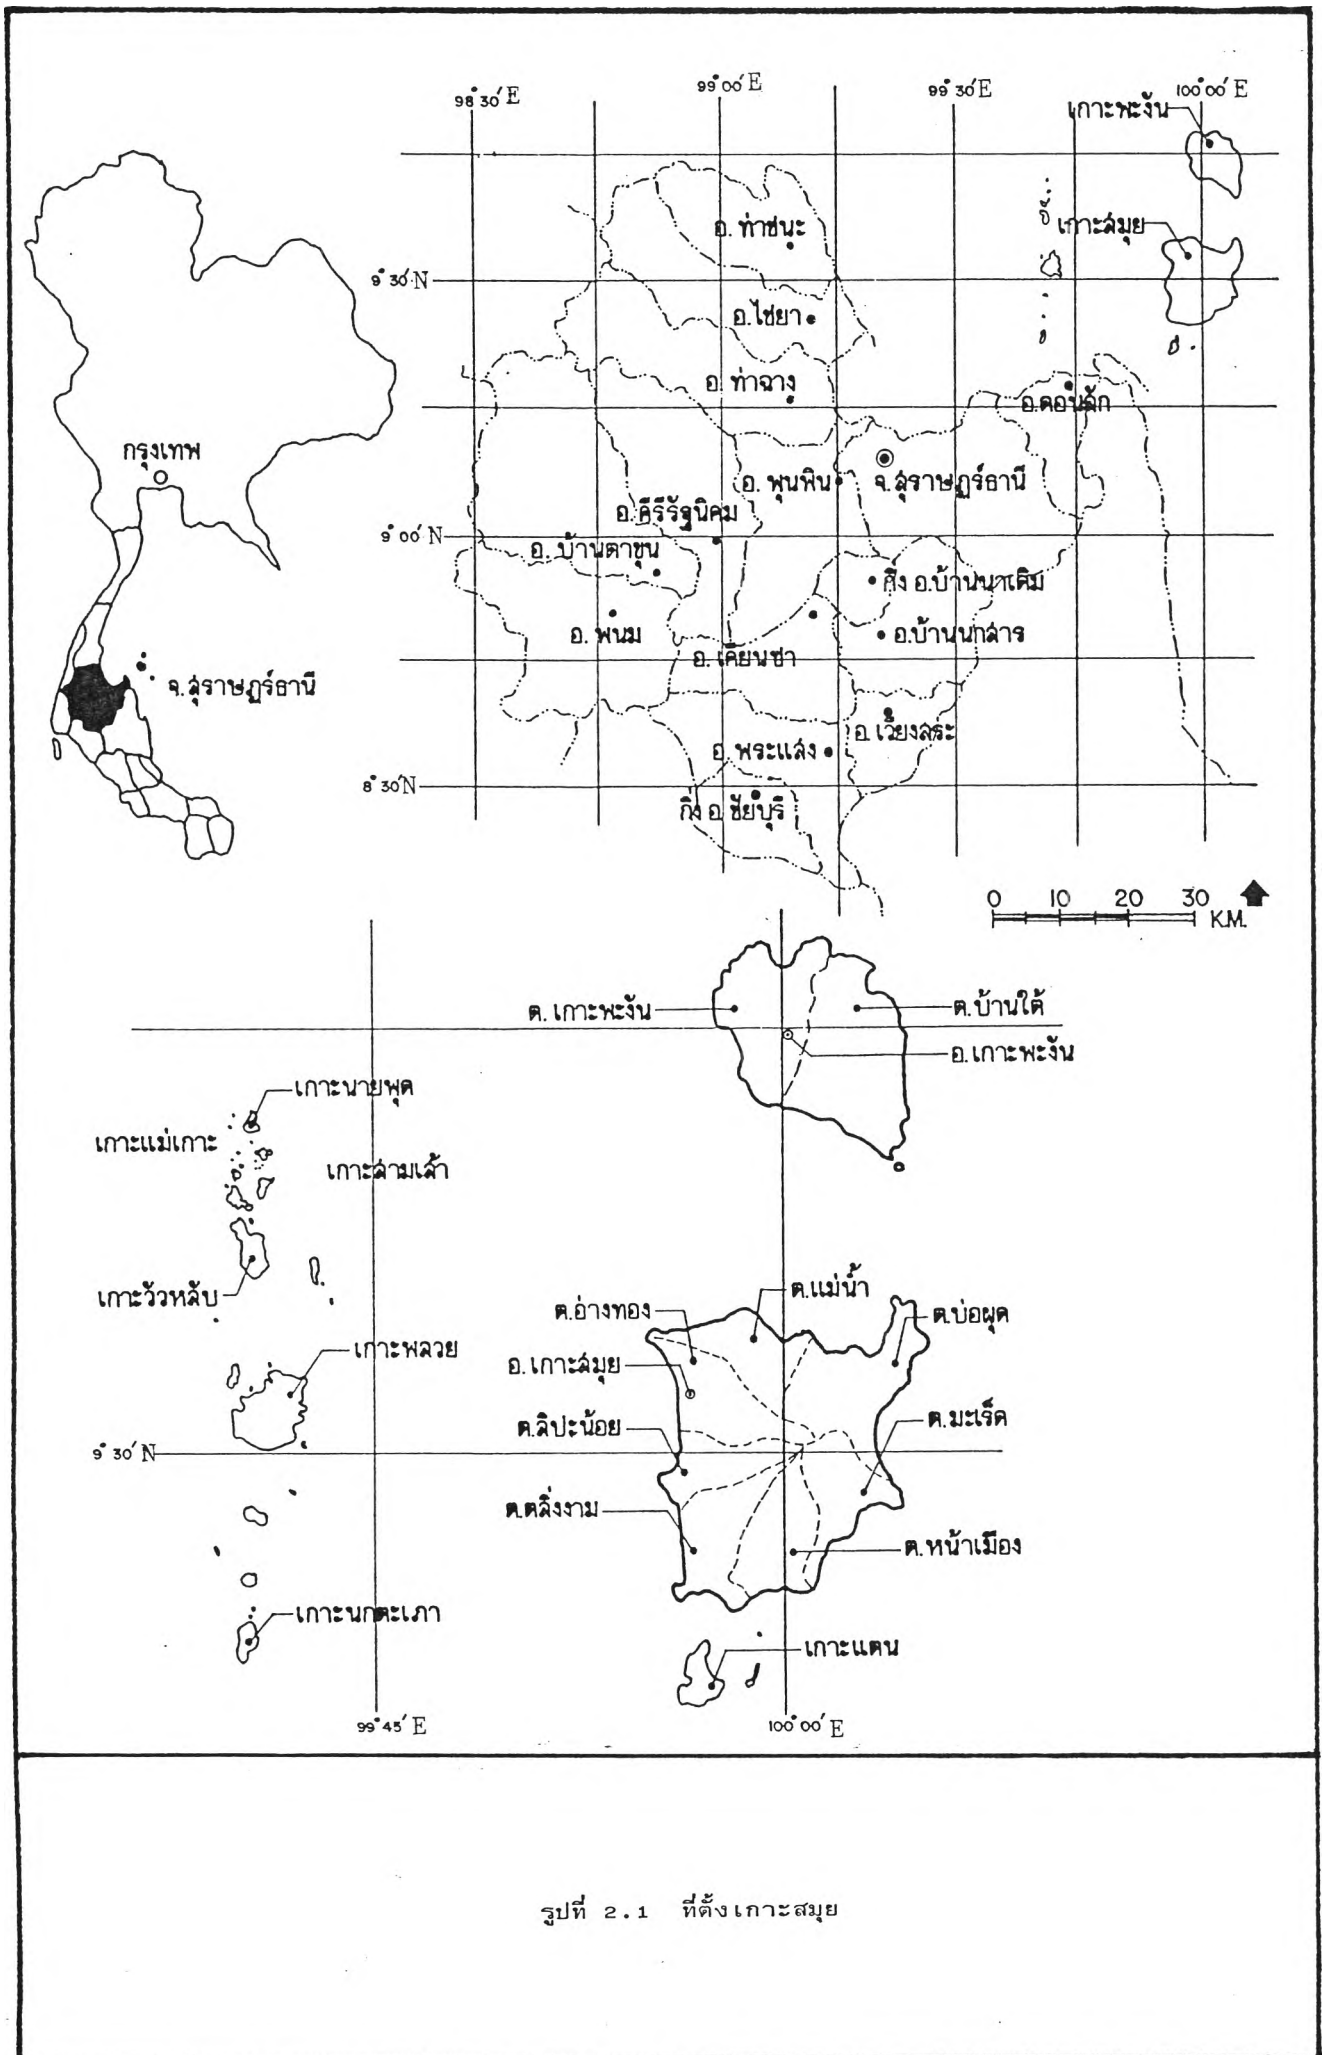 98°30′E
99°00′E
99°30′E
100°00′E
เกาะพะงัน
อ. ท่าชนะ
เกาะสมุย
9°30′N
อ.ไชยา
อ. ท่าฉาง
อ.ดอนสัก
กรุงเทพ
อ. พุนพิน
จ.สุราษฎร์ธานี
อ.คีรีรัฐนิคม
9°00′N
อ. บ้านตาขุน
กิ่ง อ.บ้านนาเดิม
อ. พนม
อ.บ้านนาสาร
อ. เคียนซา
จ.สุราษฎร์ธานี
อ.เวียงสระ
อ. พระแสง
8°30′N
กิ่ง อ. ชัยบุรี
0 10 20 30 K.M.
ต. เกาะพะงัน
ต.บ้านใต้
อ.เกาะพะงัน
เกาะนายพุด
เกาะแม่เกาะ
เกาะสามเส้า
เกาะวัวหลับ
ต.แม่น้ำ
ต.อ่างทอง
ต.บ่อผุด
เกาะพลวย
อ. เกาะสมุย
ต.มะเร็ต
ต.ลิปะน้อย
9°30′N
ต.ตลิ่งงาม
ต.หน้าเมือง
เกาะนกตะเภา
เกาะแตน
99°45′E
100°00′E
รูปที่ 2.1 ที่ตั้งเกาะสมุย